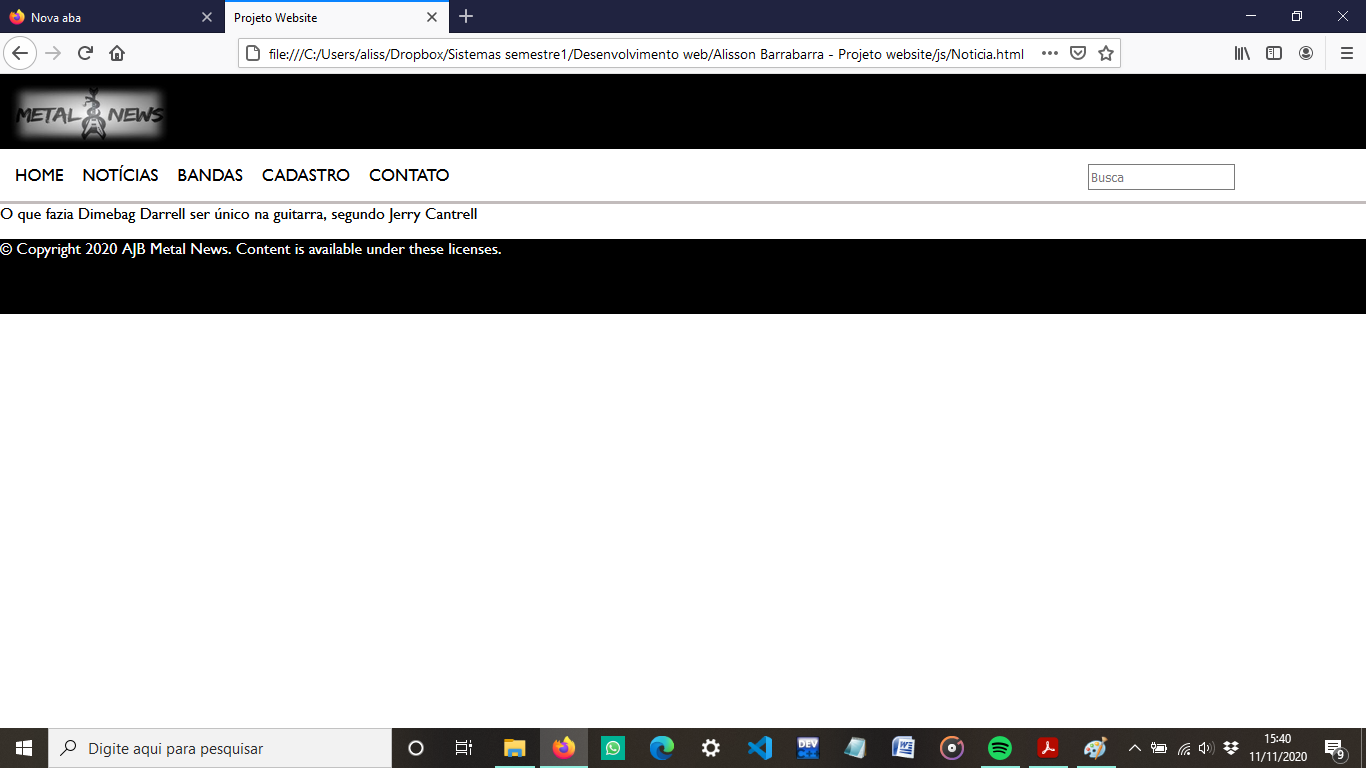 Nova aba
Projeto Website
file:///C:/Users/aliss/Dropbox/Sistemas semestre1/Desenvolvimento web/Alisson Barrabarra - Projeto website/js/Noticia.html
METAL NEWS
HOME NOTÍCIAS BANDAS CADASTRO CONTATO
Busca
O que fazia Dimebag Darrell ser único na guitarra, segundo Jerry Cantrell
© Copyright 2020 AJB Metal News. Content is available under these licenses.
Digite aqui para pesquisar
DEV
15:40
11/11/2020
9